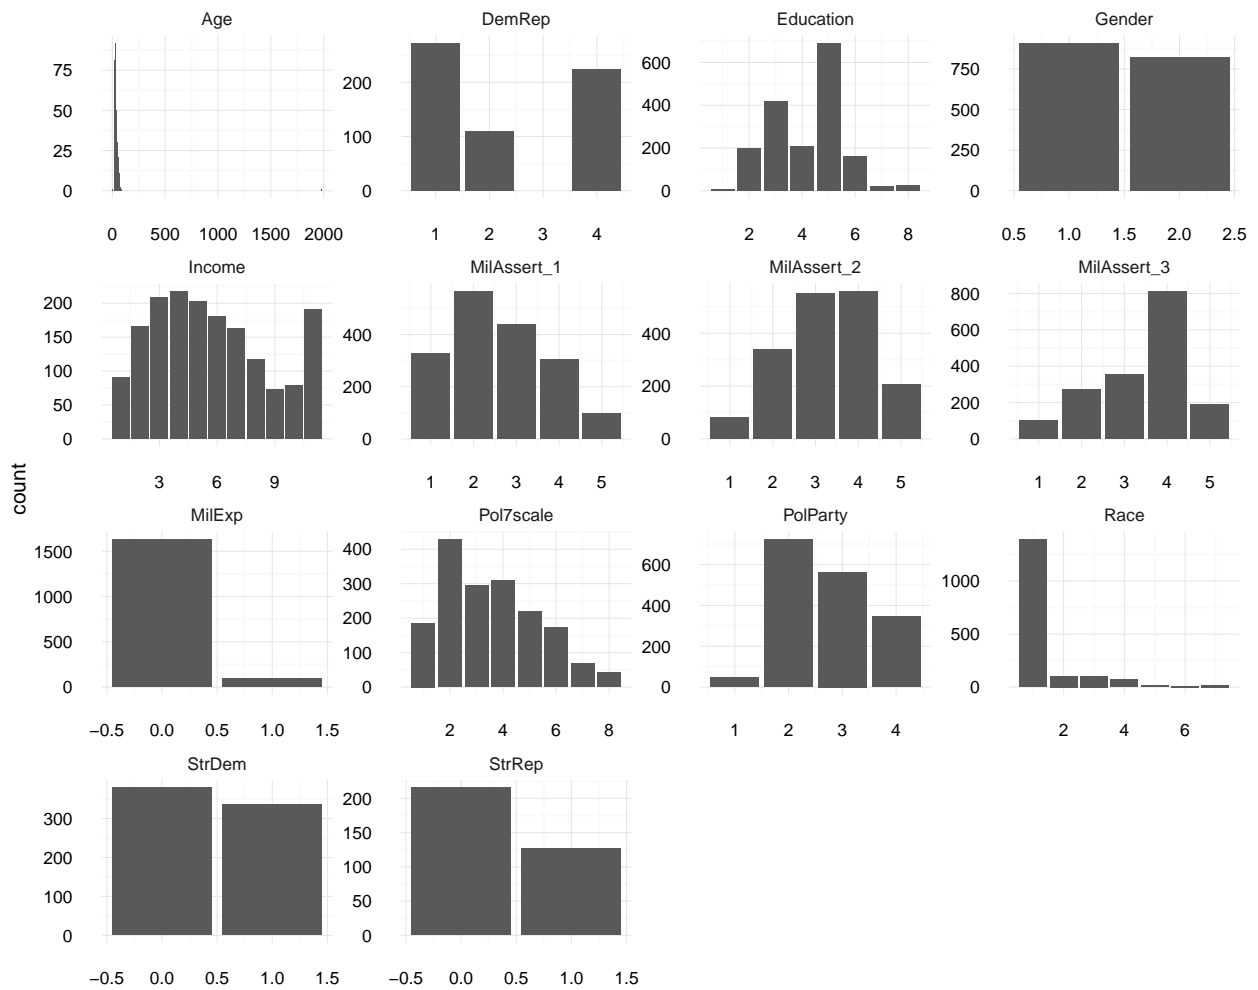 Age DemRep Education Gender
75 50 25 0
200 100 0
600 400 200 0
750 500 250 0
0 500 1000 1500 2000
1 2 3 4
2 4 6 8
0.5 1.0 1.5 2.0 2.5
Income MilAssert_1 MilAssert_2 MilAssert_3
200 150 100 50 0
400 200 0
400 200 0
800 600 400 200 0
3 6 9
1 2 3 4 5
1 2 3 4 5
1 2 3 4 5
count
MilExp Pol7scale PolParty Race
1500 1000 500 0
400 300 200 100 0
600 400 200 0
1000 500 0
−0.5 0.0 0.5 1.0 1.5
2 4 6 8
1 2 3 4
2 4 6
StrDem StrRep
300 200 100 0
200 150 100 50 0
−0.5 0.0 0.5 1.0 1.5
−0.5 0.0 0.5 1.0 1.5